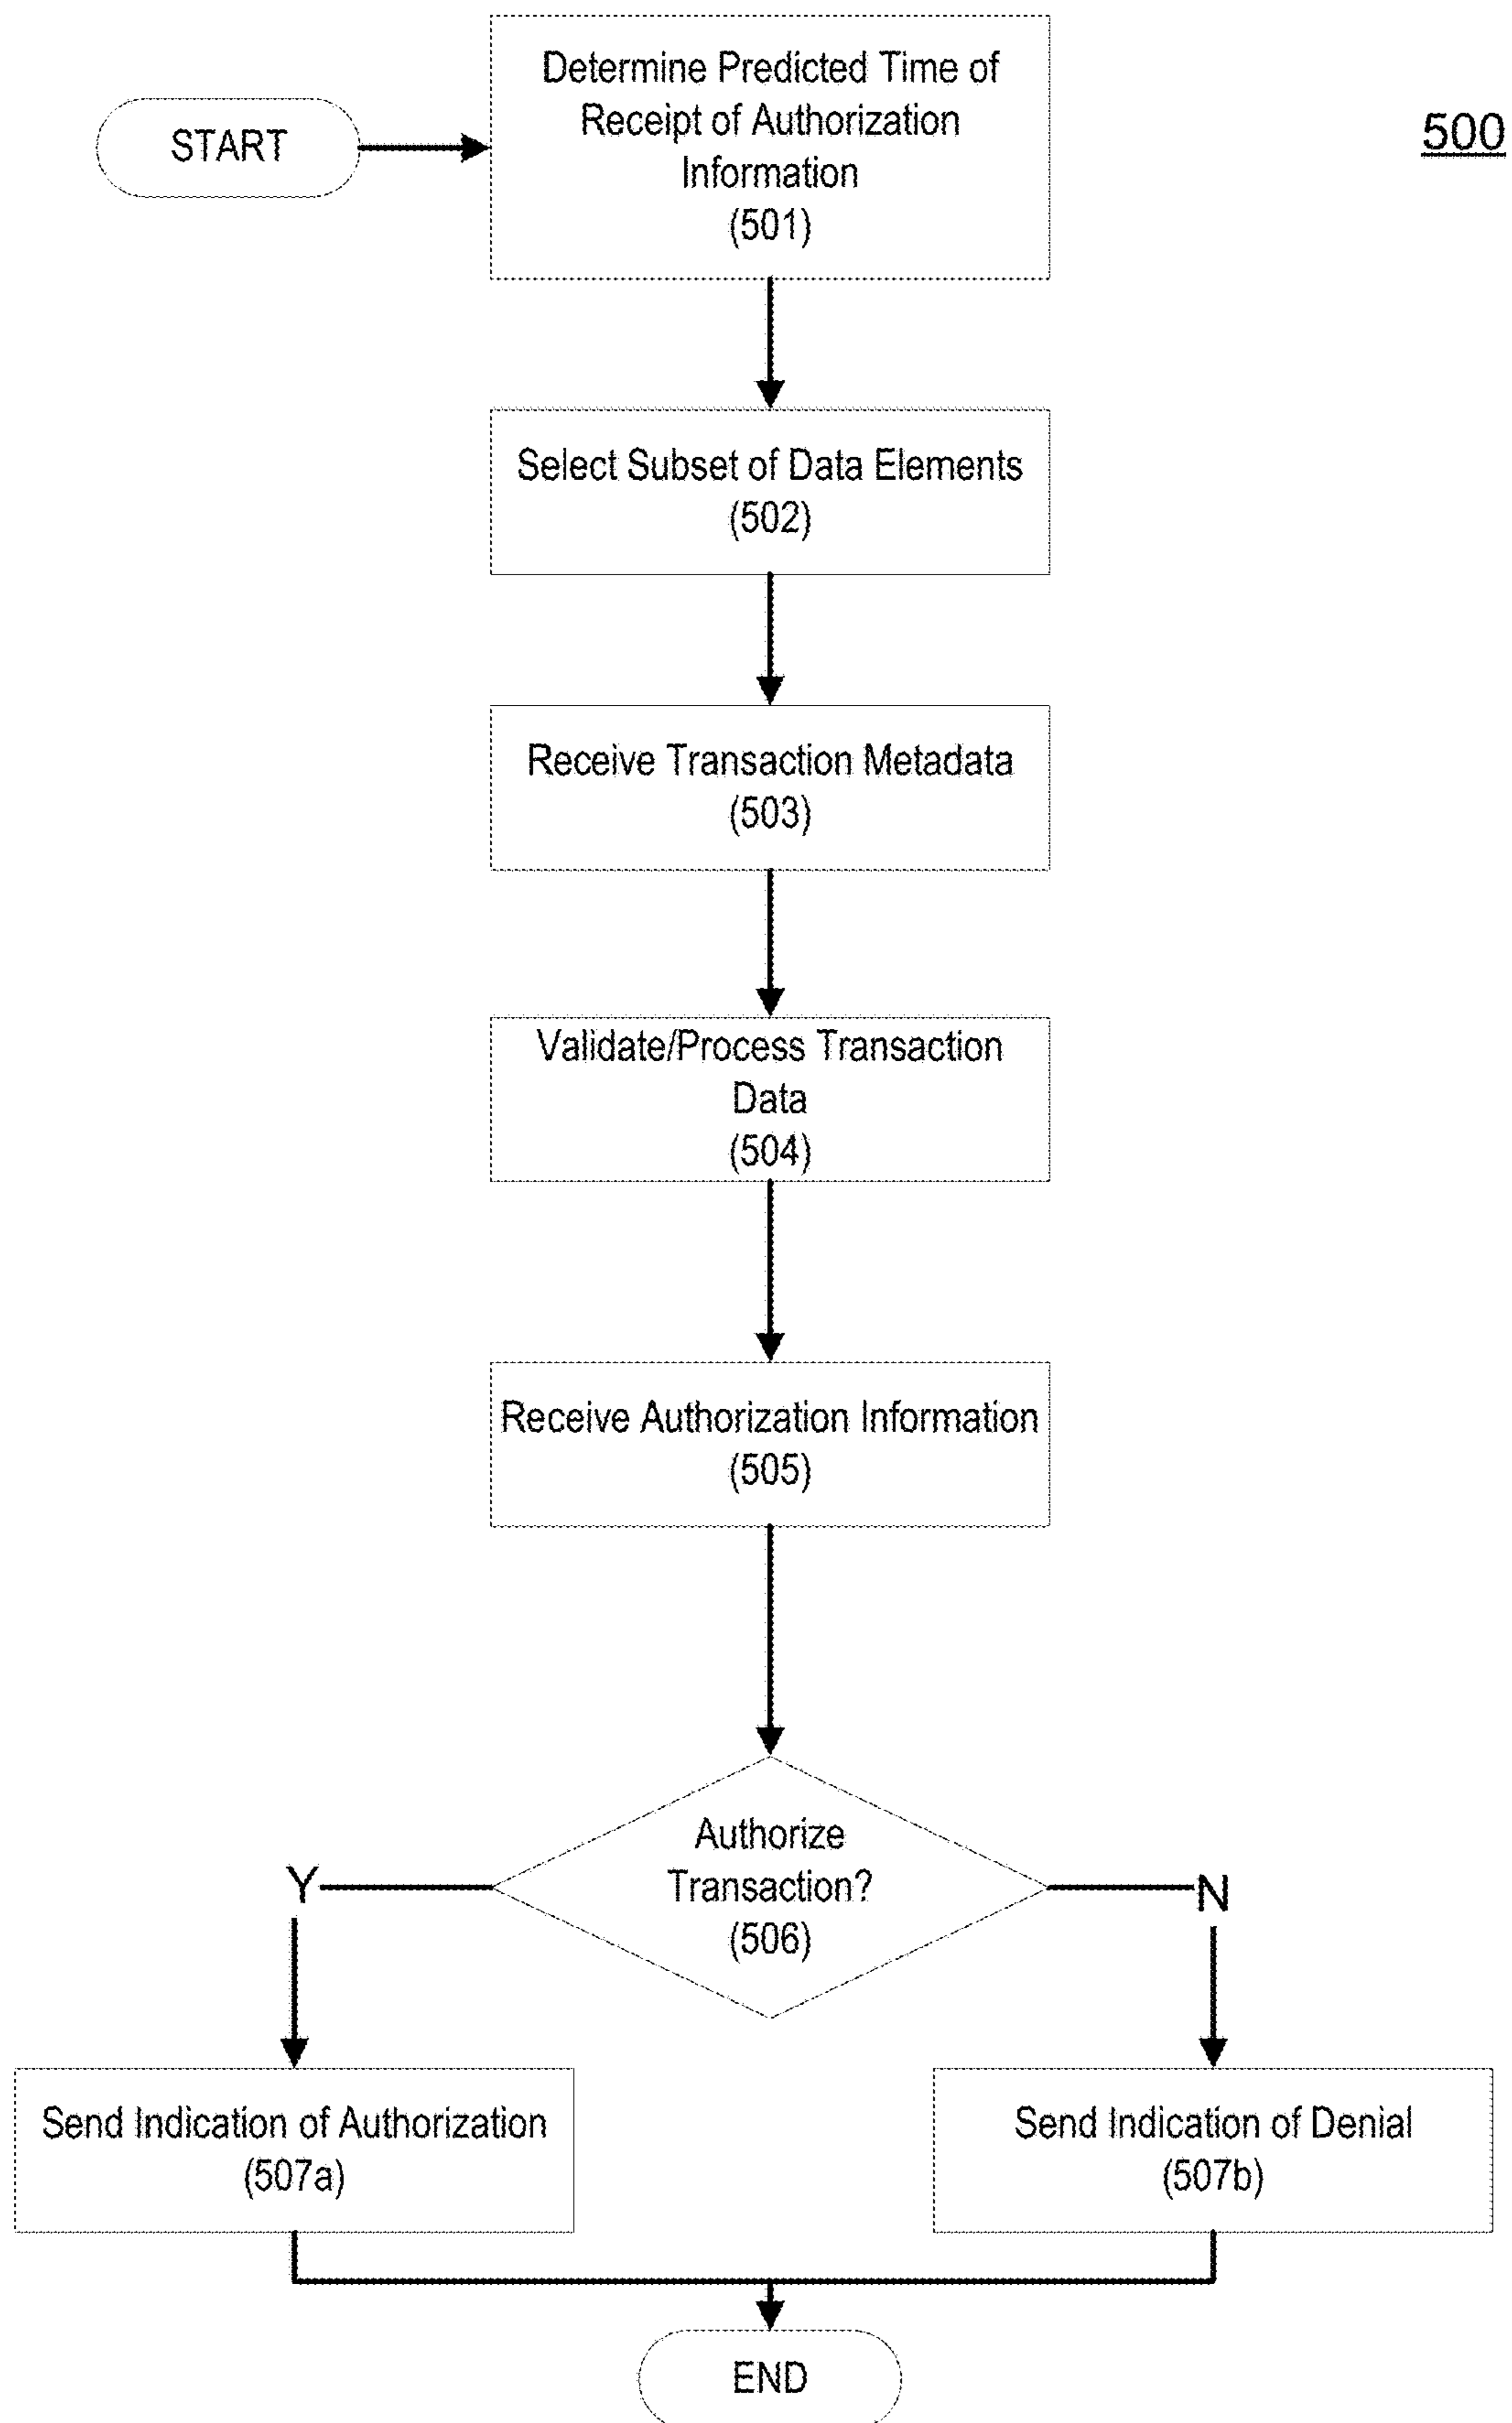 START
Determine Predicted Time of
Receipt of Authorization
Information
(501)
500
Select Subset of Data Elements
(502)
Receive Transaction Metadata
(503)
Validate/Process Transaction
Data
(504)
Receive Authorization Information
(505)
Authorize
Transaction?
(506)
Y
N
Send Indication of Authorization
(507a)
Send Indication of Denial
(507b)
END